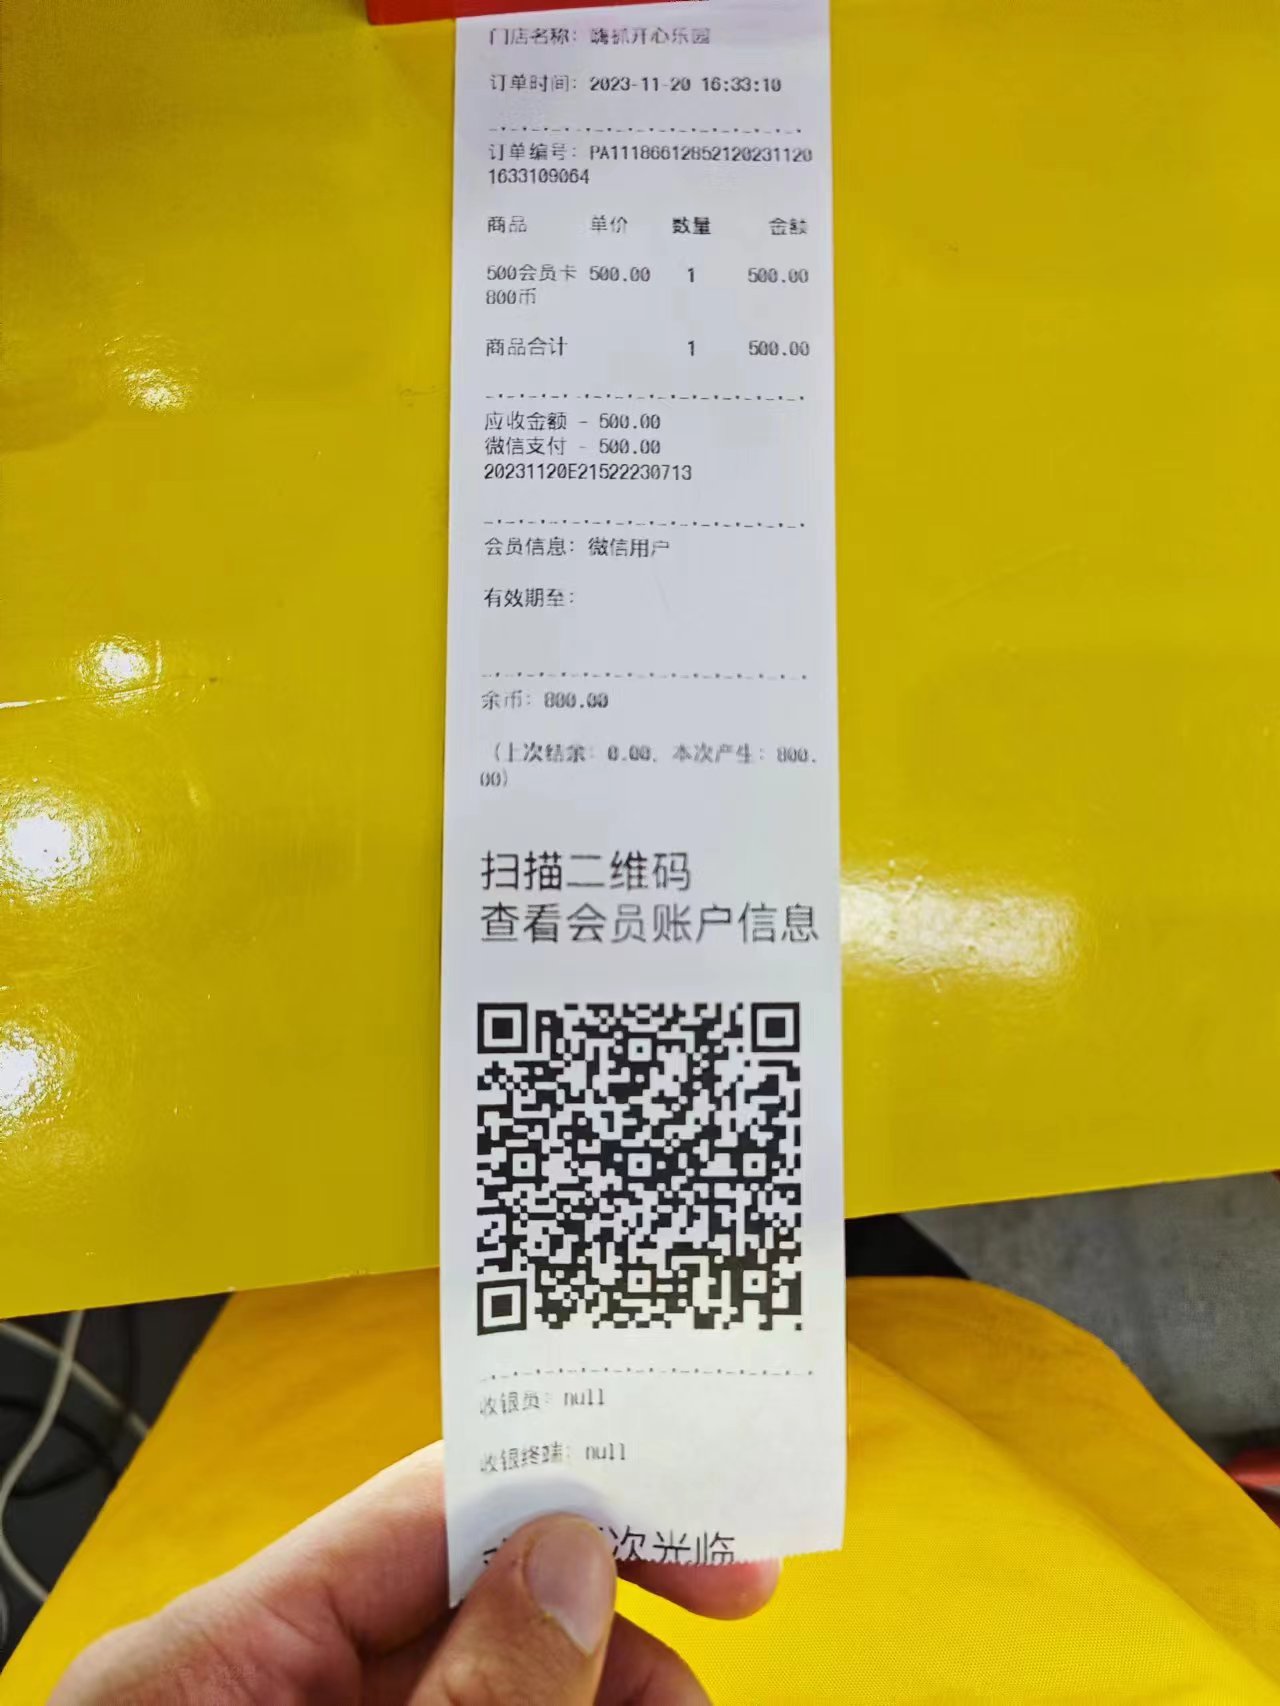 门店名称：嗨抓开心乐园
订单时间：2023-11-20 16:33:10
订单编号：PA11186612852120231120
1633109064
商品 单价 数量 金额
500会员卡 500.00 1 500.00
800币
商品合计 1 500.00
应收金额 - 500.00
微信支付 - 500.00
20231120E21522230713
会员信息：微信用户
有效期至：
余币：800.00
（上次结余：0.00，本次产生：800.
00）
扫描二维码
查看会员账户信息
收银员：null
收银终端：null
次光临